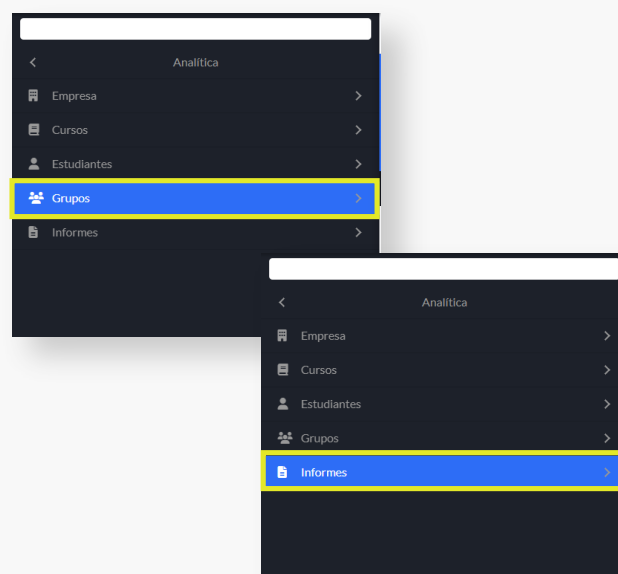 Analítica
Empresa
Cursos
Estudiantes
Grupos
Informes
Analítica
Empresa
Cursos
Estudiantes
Grupos
Informes